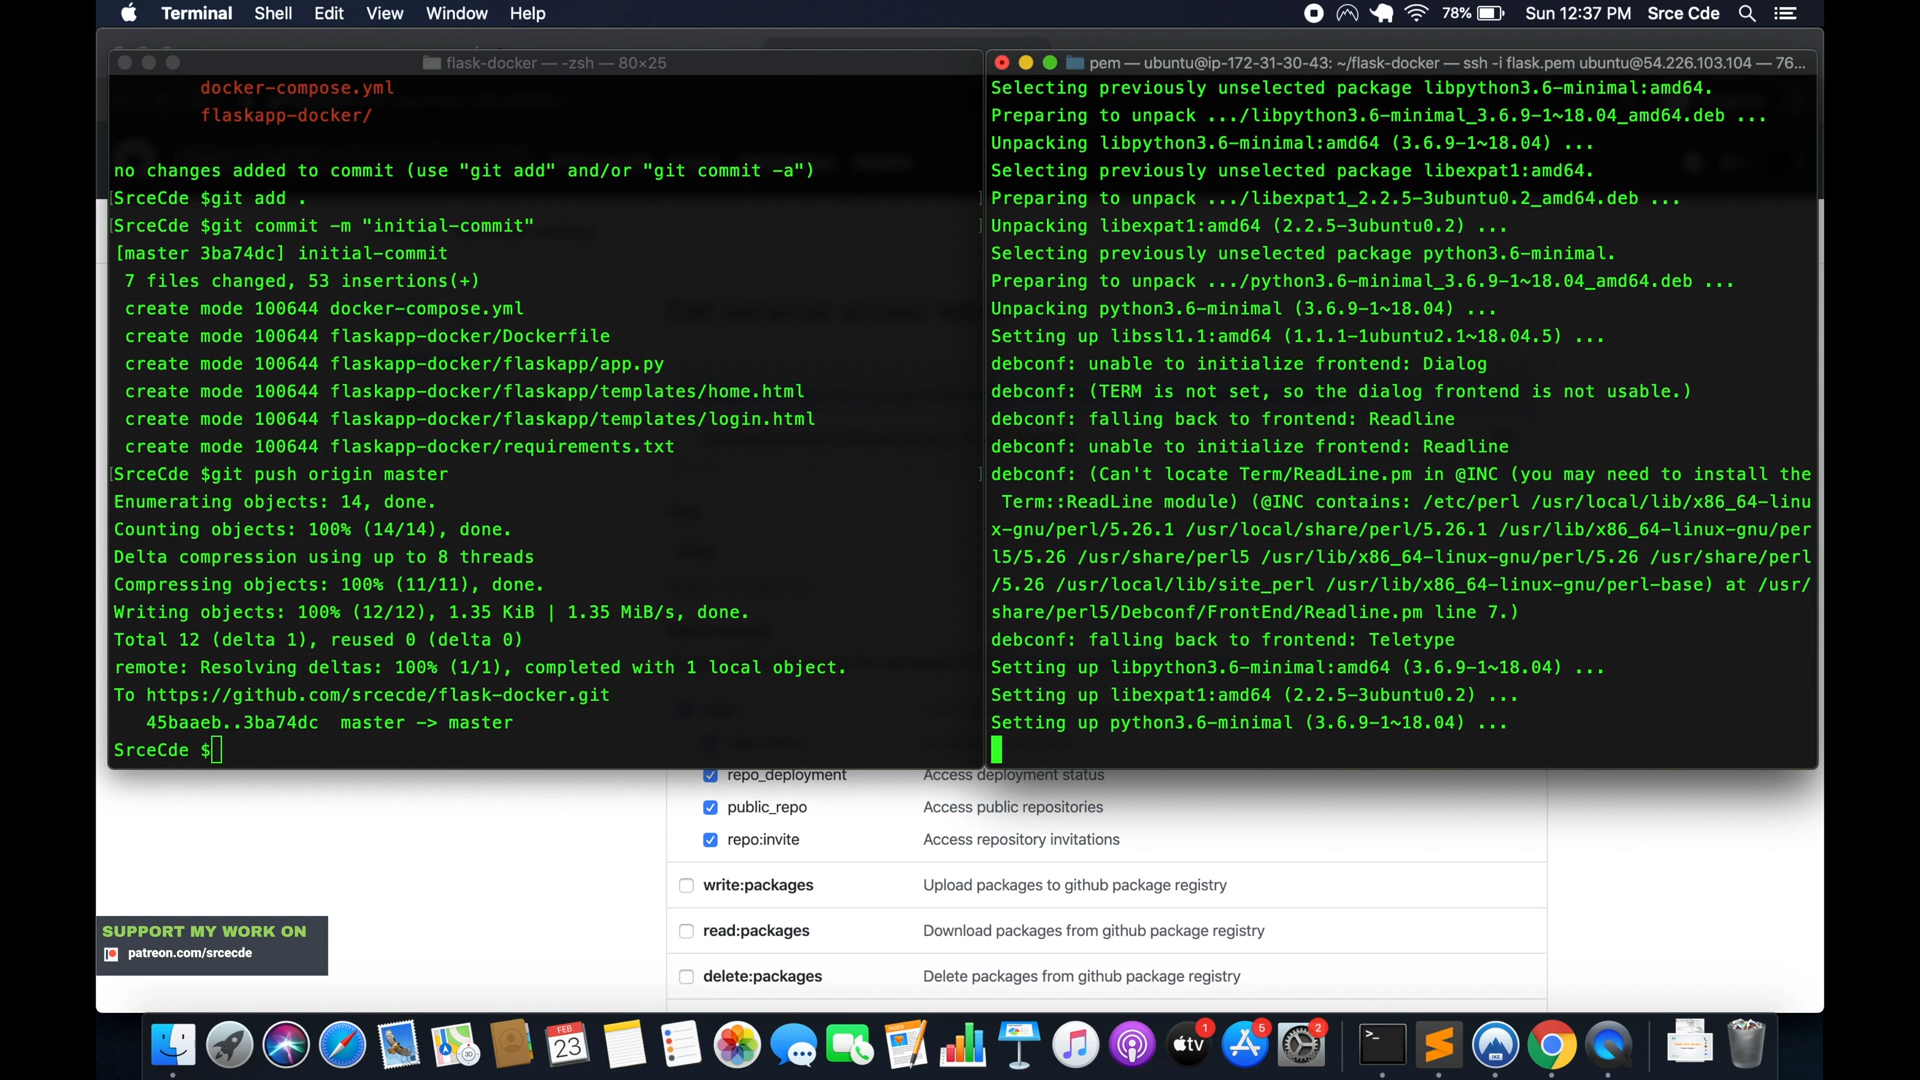 Terminal Shell Edit View Window Help
78% Sun 12:37 PM Srce Cde
flask-docker — -zsh — 80×25
docker-compose.yml
flaskapp-docker/
no changes added to commit (use "git add" and/or "git commit -a")
[SrceCde $git add . ]
[SrceCde $git commit -m "initial-commit" ]
[master 3ba74dc] initial-commit
7 files changed, 53 insertions(+)
create mode 100644 docker-compose.yml
create mode 100644 flaskapp-docker/Dockerfile
create mode 100644 flaskapp-docker/flaskapp/app.py
create mode 100644 flaskapp-docker/flaskapp/templates/home.html
create mode 100644 flaskapp-docker/flaskapp/templates/login.html
create mode 100644 flaskapp-docker/requirements.txt
[SrceCde $git push origin master ]
Enumerating objects: 14, done.
Counting objects: 100% (14/14), done.
Delta compression using up to 8 threads
Compressing objects: 100% (11/11), done.
Writing objects: 100% (12/12), 1.35 KiB | 1.35 MiB/s, done.
Total 12 (delta 1), reused 0 (delta 0)
remote: Resolving deltas: 100% (1/1), completed with 1 local object.
To https://github.com/srcecde/flask-docker.git
45baaeb..3ba74dc master -> master
SrceCde $
pem — ubuntu@ip-172-31-30-43: ~/flask-docker — ssh -i flask.pem ubuntu@54.226.103.104 — 76...
Selecting previously unselected package libpython3.6-minimal:amd64.
Preparing to unpack .../libpython3.6-minimal_3.6.9-1~18.04_amd64.deb ...
Unpacking libpython3.6-minimal:amd64 (3.6.9-1~18.04) ...
Selecting previously unselected package libexpat1:amd64.
Preparing to unpack .../libexpat1_2.2.5-3ubuntu0.2_amd64.deb ...
Unpacking libexpat1:amd64 (2.2.5-3ubuntu0.2) ...
Selecting previously unselected package python3.6-minimal.
Preparing to unpack .../python3.6-minimal_3.6.9-1~18.04_amd64.deb ...
Unpacking python3.6-minimal (3.6.9-1~18.04) ...
Setting up libssl1.1:amd64 (1.1.1-1ubuntu2.1~18.04.5) ...
debconf: unable to initialize frontend: Dialog
debconf: (TERM is not set, so the dialog frontend is not usable.)
debconf: falling back to frontend: Readline
debconf: unable to initialize frontend: Readline
debconf: (Can't locate Term/ReadLine.pm in @INC (you may need to install the
Term::ReadLine module) (@INC contains: /etc/perl /usr/local/lib/x86_64-linu
x-gnu/perl/5.26.1 /usr/local/share/perl/5.26.1 /usr/lib/x86_64-linux-gnu/per
l5/5.26 /usr/share/perl5 /usr/lib/x86_64-linux-gnu/perl/5.26 /usr/share/perl
/5.26 /usr/local/lib/site_perl /usr/lib/x86_64-linux-gnu/perl-base) at /usr/
share/perl5/Debconf/FrontEnd/Readline.pm line 7.)
debconf: falling back to frontend: Teletype
Setting up libpython3.6-minimal:amd64 (3.6.9-1~18.04) ...
Setting up libexpat1:amd64 (2.2.5-3ubuntu0.2) ...
Setting up python3.6-minimal (3.6.9-1~18.04) ...
repo_deployment Access deployment status
public_repo Access public repositories
repo:invite Access repository invitations
write:packages Upload packages to github package registry
read:packages Download packages from github package registry
delete:packages Delete packages from github package registry
SUPPORT MY WORK ON
patreon.com/srcecde
FEB
23
tv
1
5
2